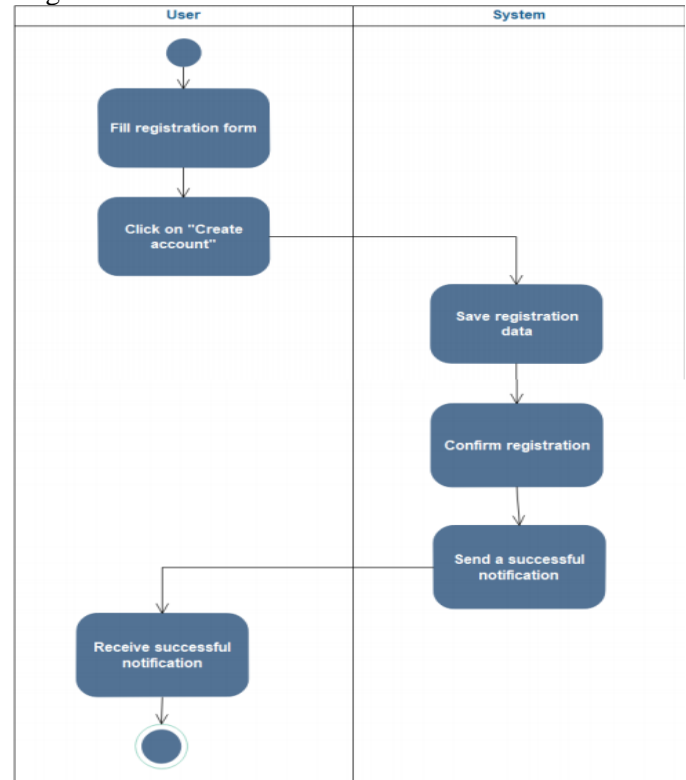 User
System
Fill registration form
Click on "Create
account"
Save registration
data
Confirm registration
Send a successful
notification
Receive successful
notification